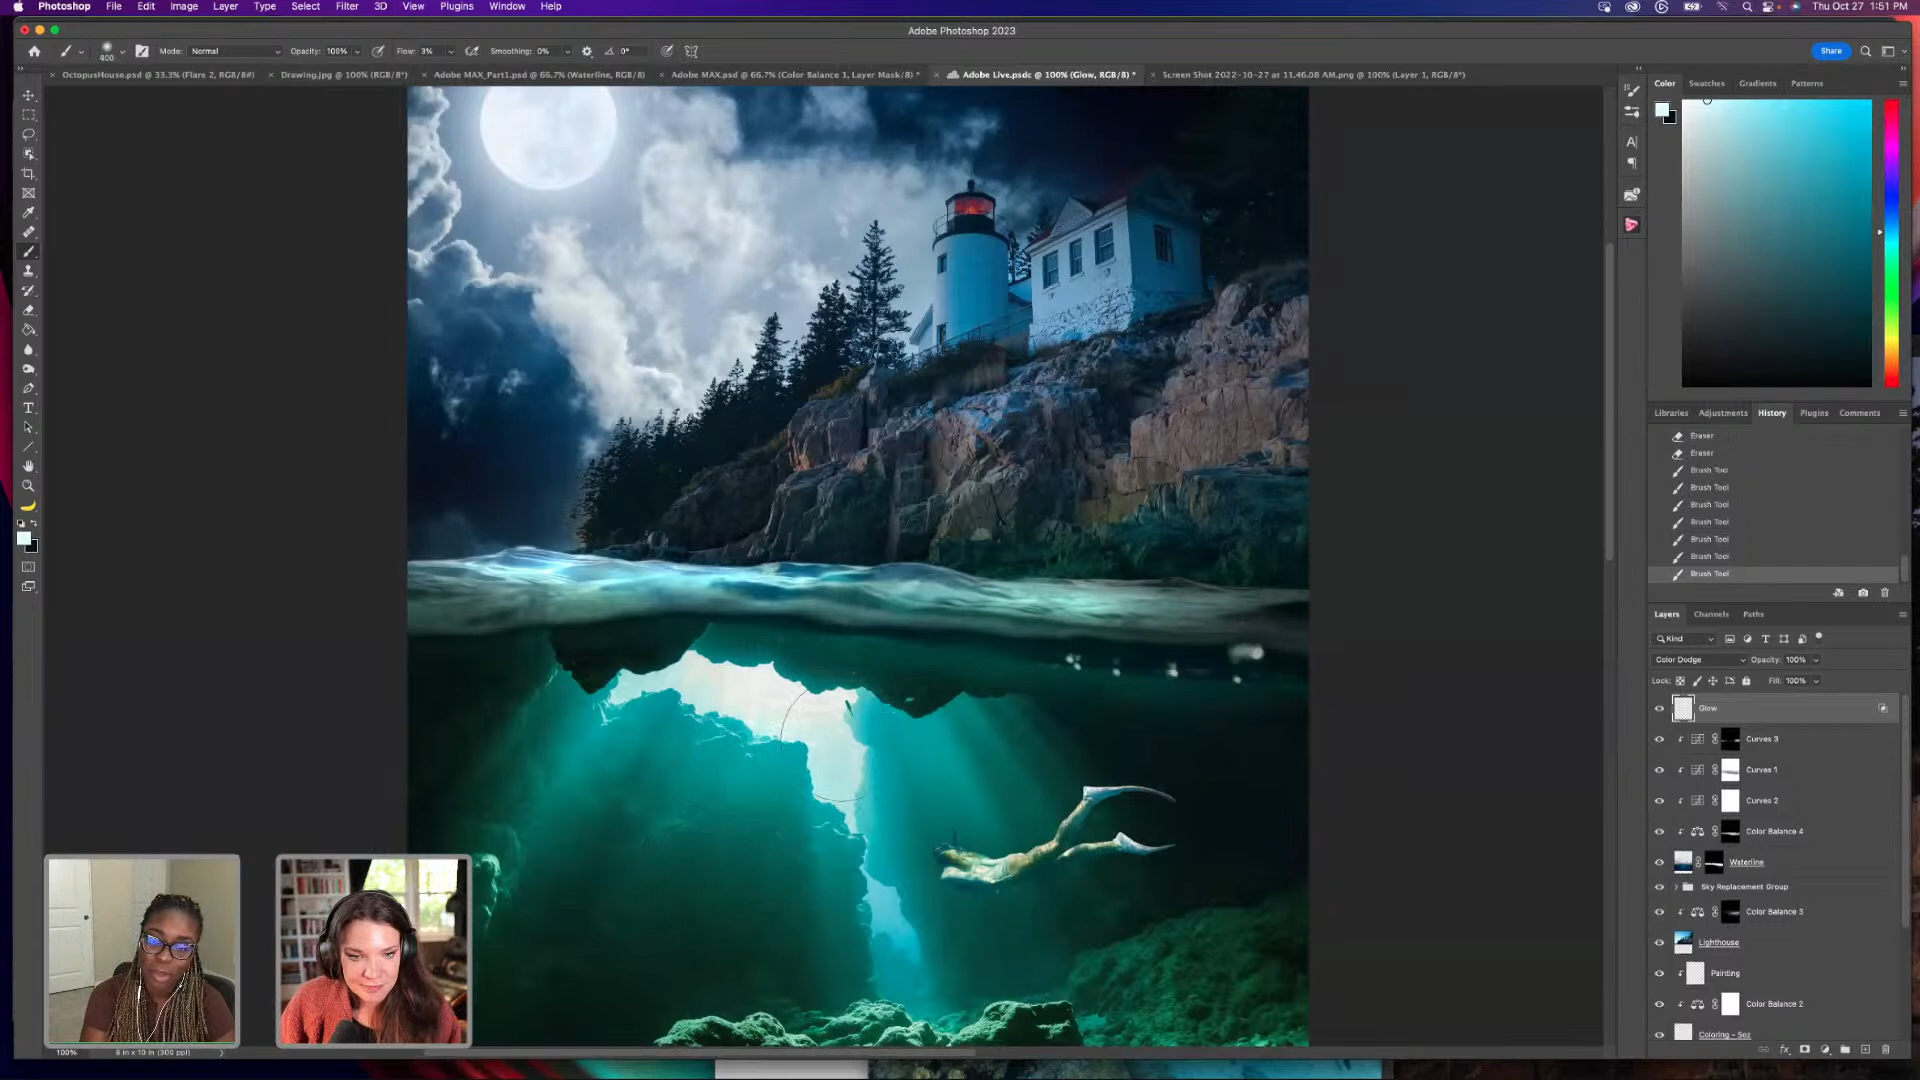 Photoshop File Edit Image Layer Type Select Filter 3D View Plugins Window Help Thu Oct 27 1:51 PM
Adobe Photoshop 2023
400 Mode: Normal Opacity: 100% Flow: 3% Smoothing: 0% 0° Share
OctopusHouse.psd @ 33.3% (Flare 2, RGB/8#) Drawing.jpg @ 100% (RGB/8*) Adobe MAX_Part1.psd @ 66.7% (Waterline, RGB/8) Adobe MAX.psd @ 66.7% (Color Balance 1, Layer Mask/8) * Adobe Live.psdc @ 100% (Glow, RGB/8) * Screen Shot 2022-10-27 at 11.46.08 AM.png @ 100% (Layer 1, RGB/8*)
Color Swatches Gradients Patterns
Libraries Adjustments History Plugins Comments
Eraser
Eraser
Brush Tool
Brush Tool
Brush Tool
Brush Tool
Brush Tool
Brush Tool
Brush Tool
Layers Channels Paths
Kind
Color Dodge Opacity: 100%
Lock: Fill: 100%
Glow
Curves 3
Curves 1
Curves 2
Color Balance 4
Waterline
Sky Replacement Group
Color Balance 3
Lighthouse
Painting
Color Balance 2
Coloring - Sez
100% 8 in x 10 in (300 ppi)